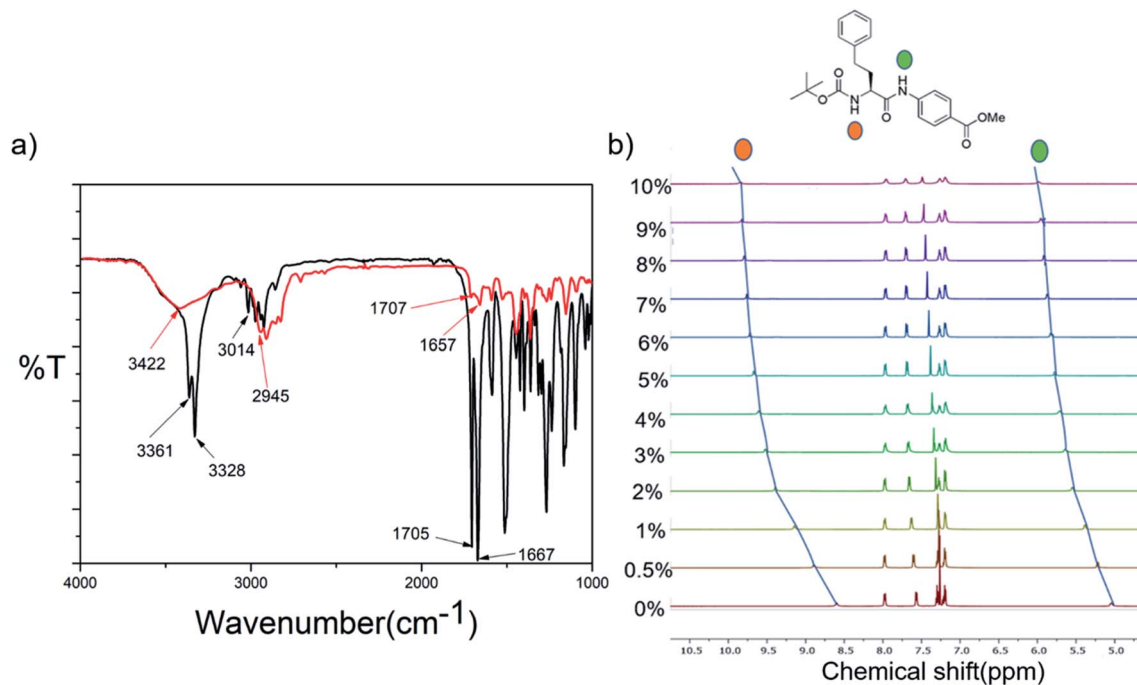 N
H
O
O
N
H
O
OMe
O
a)
b)
%T
3422
3361
3328
3014
2945
1707
1657
1705
1667
4000
3000
2000
1000
Wavenumber(cm-1)
10%
9%
8%
7%
6%
5%
4%
3%
2%
1%
0.5%
0%
10.5 10.0 9.5 9.0 8.5 8.0 7.5 7.0 6.5 6.0 5.5 5.0
Chemical shift(ppm)